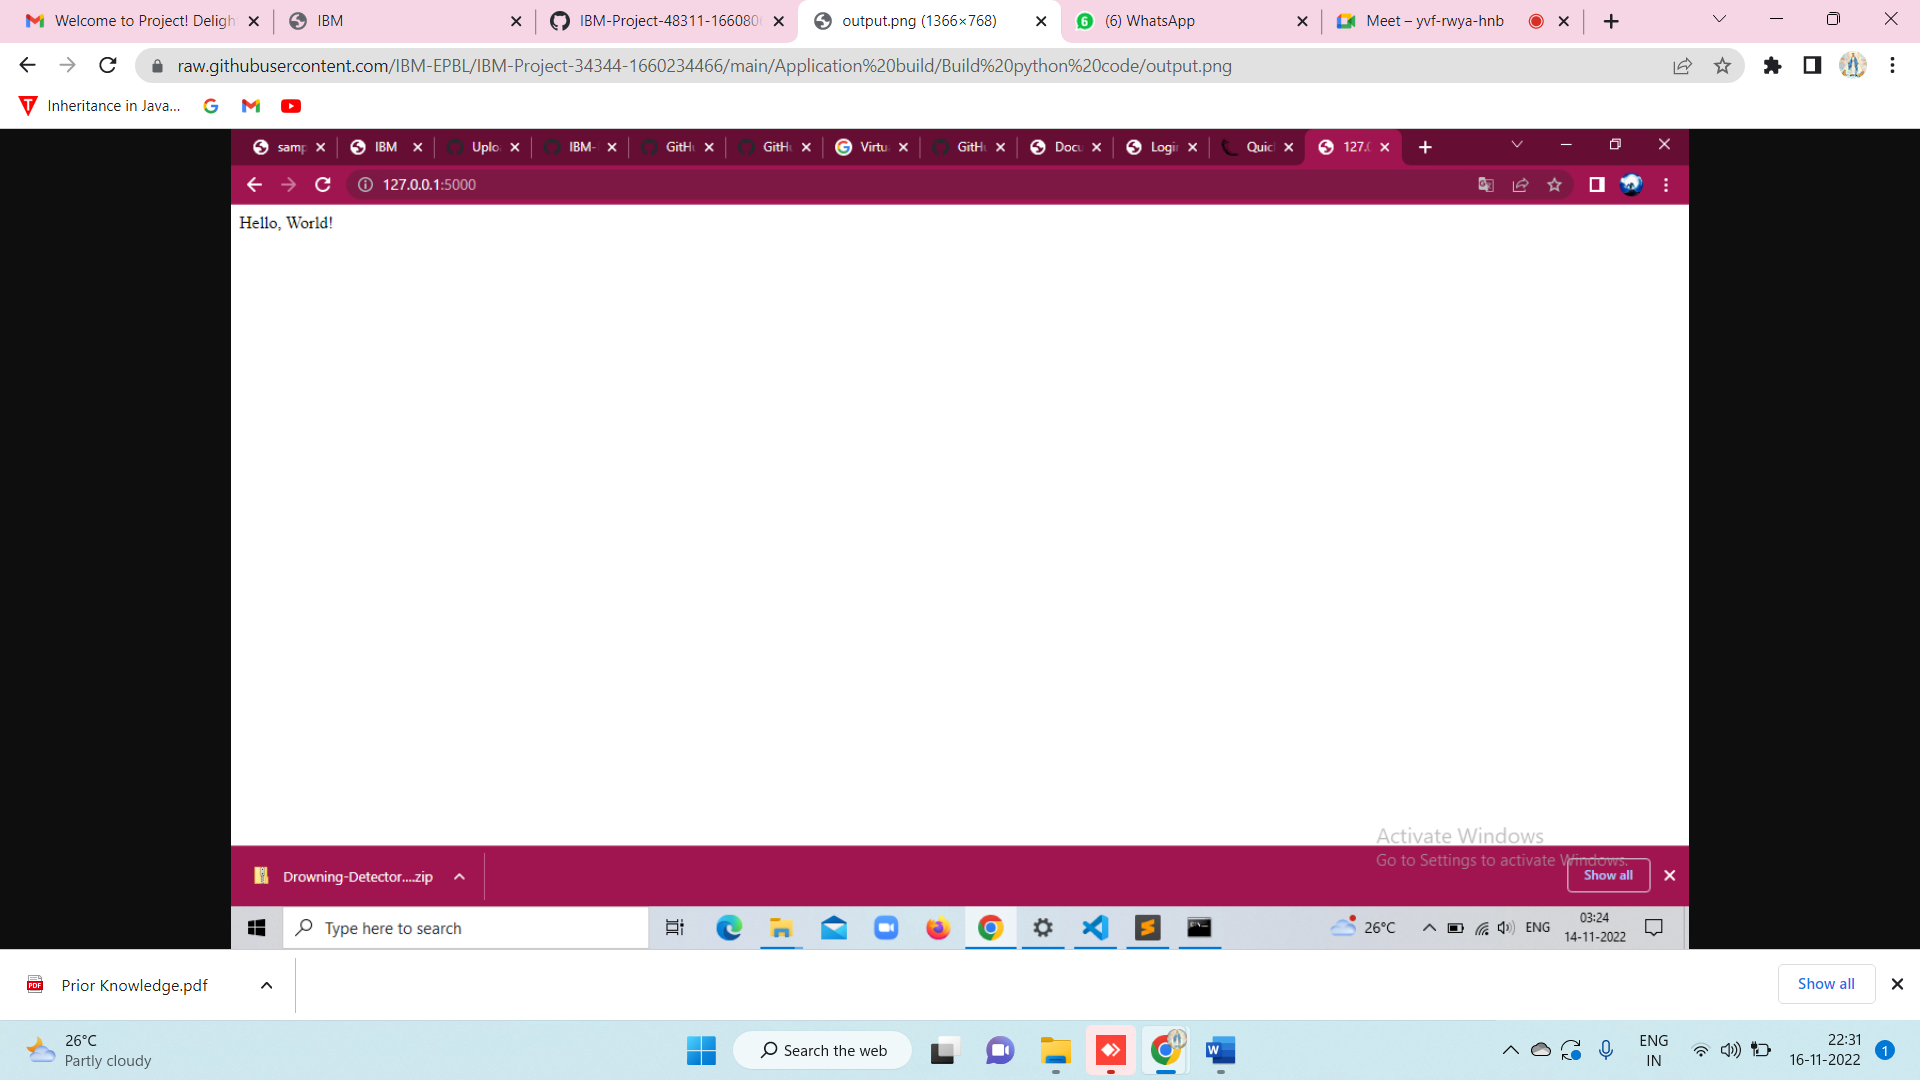 Welcome to Project! Deligh
IBM
IBM-Project-48311-166080
output.png (1366×768)
(6) WhatsApp
Meet – yvf-rwya-hnb
raw.githubusercontent.com/IBM-EPBL/IBM-Project-34344-1660234466/main/Application%20build/Build%20python%20code/output.png
Inheritance in Java...
samp
IBM
Uplo
IBM-
GitHu
GitHu
Virtu
GitHu
Docu
Login
Quic
127.0
127.0.0.1:5000
Hello, World!
Activate Windows
Go to Settings to activate Windows.
Drowning-Detector....zip
Show all
Type here to search
26°C
ENG
03:24
14-11-2022
Prior Knowledge.pdf
Show all
26°C
Partly cloudy
Search the web
ENG
IN
22:31
16-11-2022
1